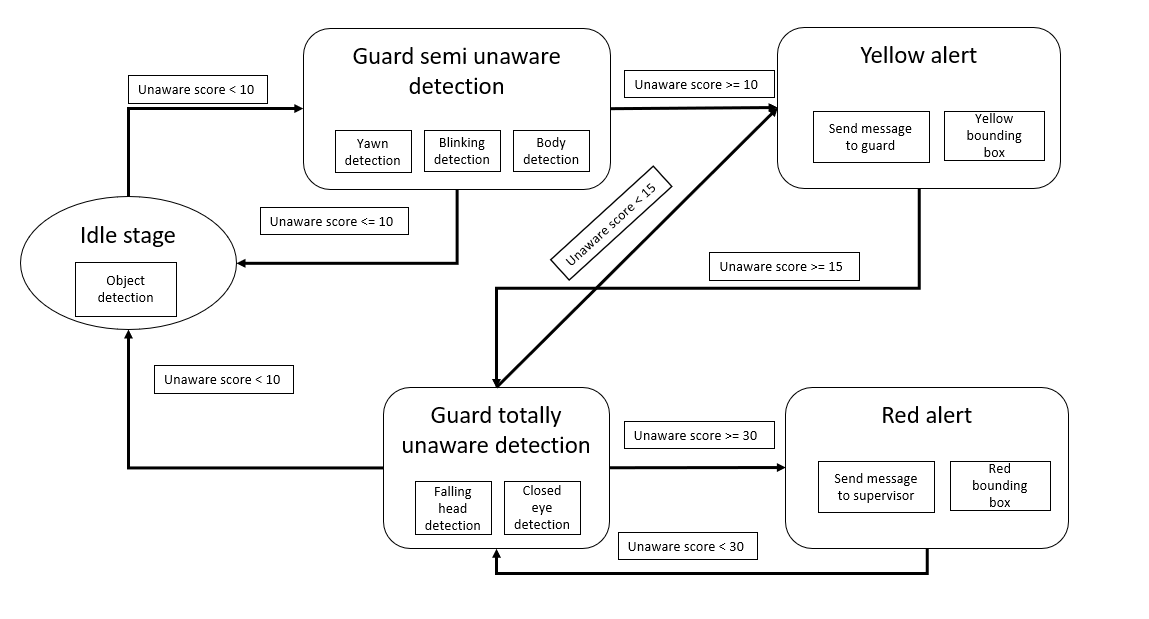 Guard semi unaware
detection
Yellow alert
Unaware score < 10
Unaware score >= 10
Yawn
detection
Blinking
detection
Body
detection
Send message
to guard
Yellow
bounding
box
Unaware score < 15
Unaware score <= 10
Idle stage
Object
detection
Unaware score >= 15
Unaware score < 10
Guard totally
unaware detection
Red alert
Unaware score >= 30
Falling
head
detection
Closed
eye
detection
Send message
to supervisor
Red
bounding
box
Unaware score < 30